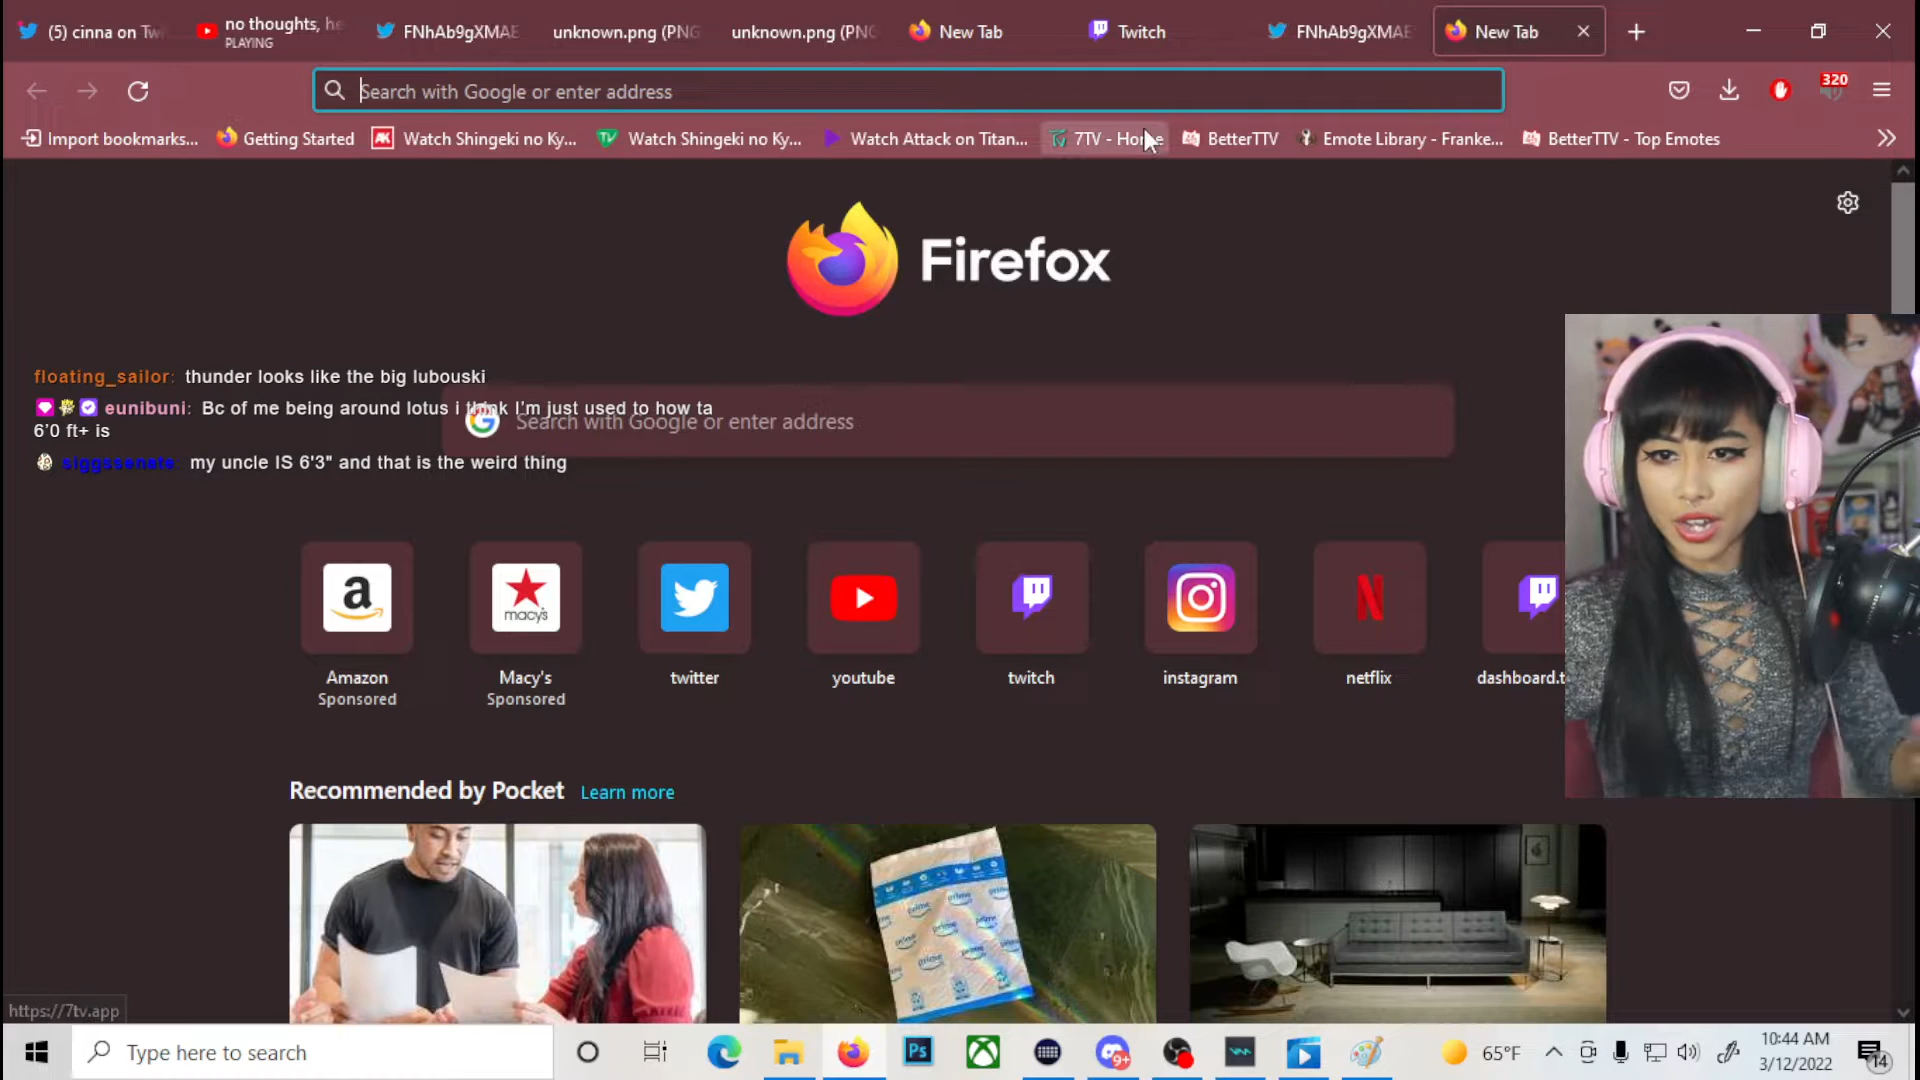 (5) cinna on Tw
no thoughts, he
PLAYING
FNhAb9gXMAE
unknown.png (PNG
unknown.png (PNG
New Tab
Twitch
FNhAb9gXMAE
New Tab
Search with Google or enter address
320
Import bookmarks...
Getting Started
Watch Shingeki no Ky...
Watch Shingeki no Ky...
Watch Attack on Titan...
7TV - Home
BetterTTV
Emote Library - Franke...
BetterTTV - Top Emotes
Firefox
floating_sailor: thunder looks like the big lubouski
eunibuni: Bc of me being around lotus i think I'm just used to how ta
6'0 ft+ is
Search with Google or enter address
siggssenate: my uncle IS 6'3" and that is the weird thing
a
macy's
Amazon
Sponsored
Macy's
Sponsored
twitter
youtube
twitch
instagram
netflix
dashboard.t
Recommended by Pocket
Learn more
prime
https://7tv.app
Type here to search
Ps
9+
65°F
10:44 AM
3/12/2022
14